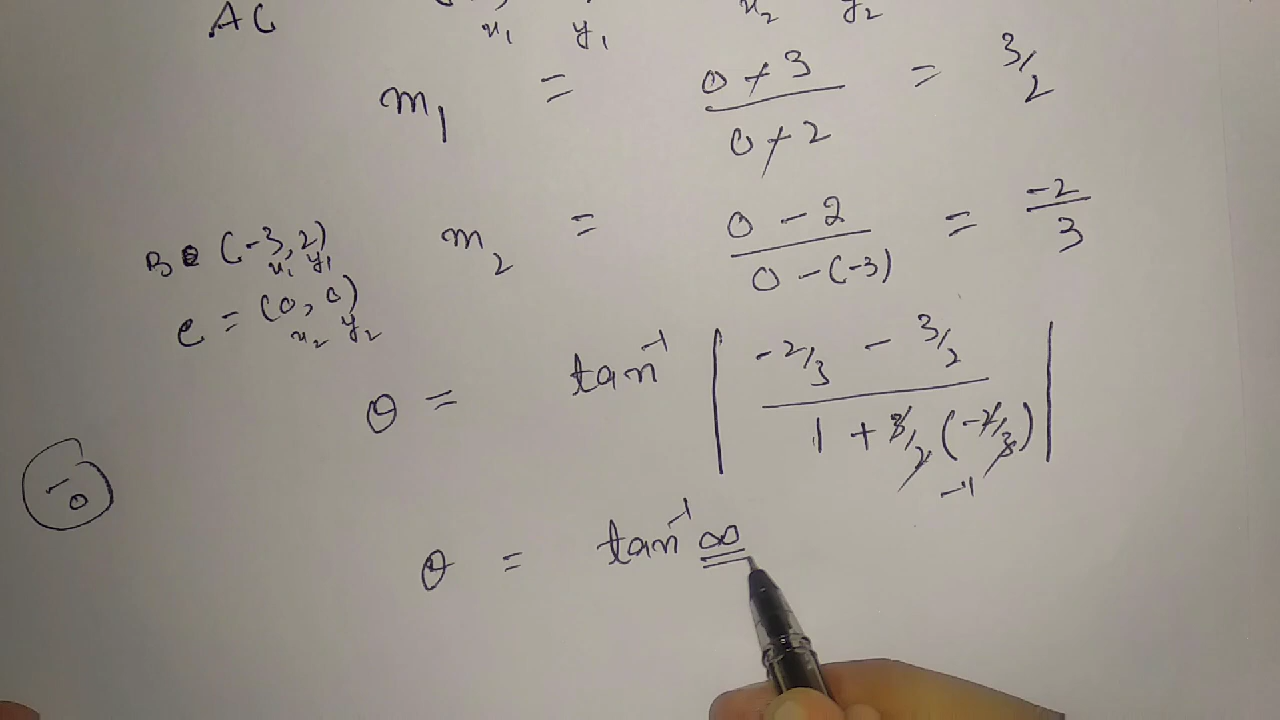 AC x₁ y₁ x₂ y₂
m₁ = 0+3/0+2 = 3/2
B (-3,2) m₂ = 0-2/0-(-3) = -2/3
x₁ y₁
C = (0,0)
x₂ y₂
θ = tan⁻¹ | -2/3 - 3/2 / 1 + 3/2 (-2/3) |
-1
θ = tan⁻¹ ∞